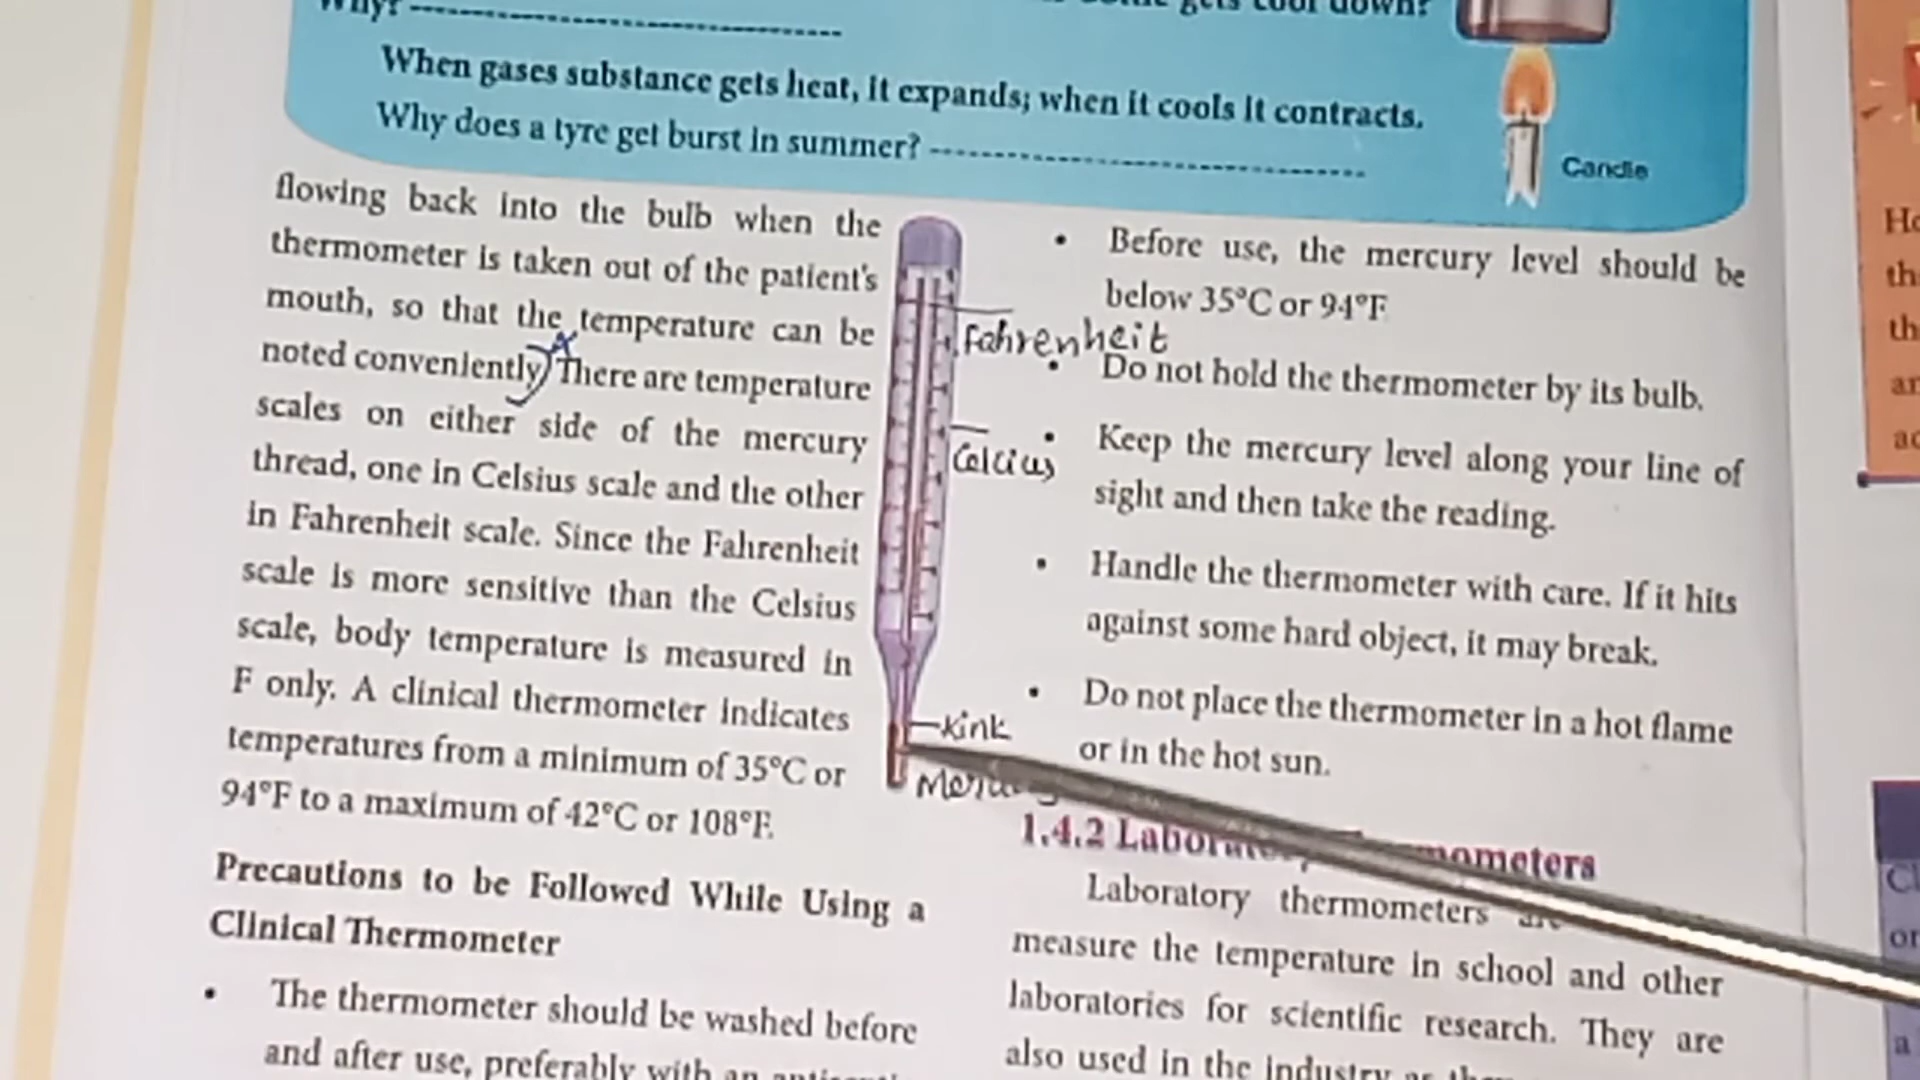 Why?
When gases substance gets heat, it expands; when it cools it contracts.
Why does a tyre get burst in summer?
Candle
flowing back into the bulb when the
thermometer is taken out of the patient's
mouth, so that the temperature can be
noted conveniently. There are temperature
scales on either side of the mercury
thread, one in Celsius scale and the other
in Fahrenheit scale. Since the Fahrenheit
scale is more sensitive than the Celsius
scale, body temperature is measured in
F only. A clinical thermometer indicates
temperatures from a minimum of 35°C or
94°F to a maximum of 42°C or 108°F.
Precautions to be Followed While Using a
Clinical Thermometer
• The thermometer should be washed before
and after use, preferably with an
Fahrenheit
Celcius
Kink
• Before use, the mercury level should be
below 35°C or 94°F
• Do not hold the thermometer by its bulb.
• Keep the mercury level along your line of
sight and then take the reading.
• Handle the thermometer with care. If it hits
against some hard object, it may break.
• Do not place the thermometer in a hot flame
or in the hot sun.
1.4.2
Laboratory thermometers
measure the temperature in school and other
laboratories for scientific research. They are
also used in the industry